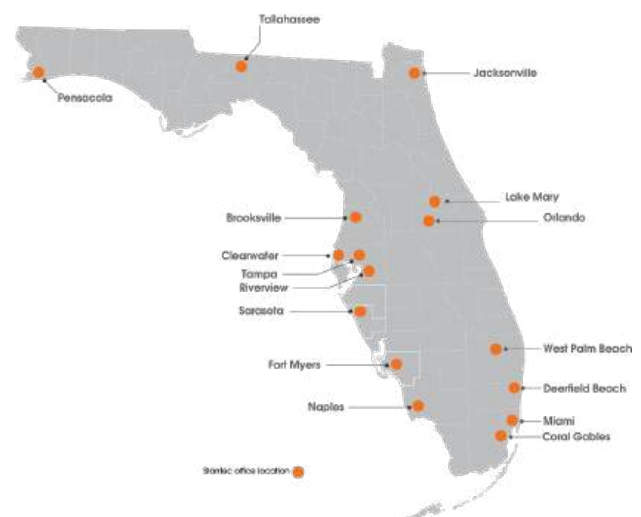 Tallahassee
Jacksonville
Pensacola
Lake Mary
Brooksville
Orlando
Clearwater
Tampa
Riverview
Sarasota
West Palm Beach
Fort Myers
Deerfield Beach
Naples
Miami
Coral Gables
Stantec office location